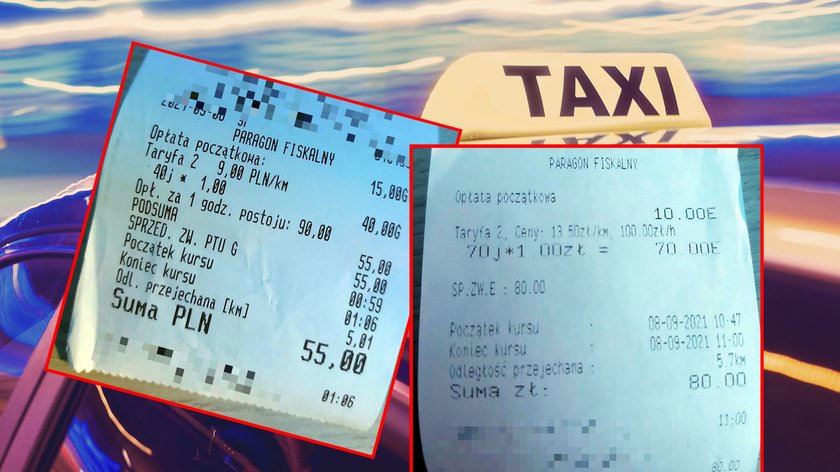 TAXI
PARAGON FISKALNY
Opłata początkowa:
15,00G
Taryfa 2 9,00 PLN/km
40j * 1,00
40,00G
Opł. za 1 godz. postoju: 90,00
PODSUMA
55,00
SPRZED. ZW. PTU G
55,00
Początek kursu
00:59
Koniec kursu
01:06
Odl. przejechana [km]
5,01
Suma PLN
55,00
01:06
PARAGON FISKALNY
Opłata początkowa
10.00E
Taryfa 2, Ceny: 13.50zł/km, 100.00zł/h
70j*1.00zł = 70.00E
SP.ZW.E : 80.00
Początek kursu : 08-09-2021 10:47
Koniec kursu : 08-09-2021 11:00
Odległość przejechana : 5.7km
Suma zł: 80.00
11:00
80.00